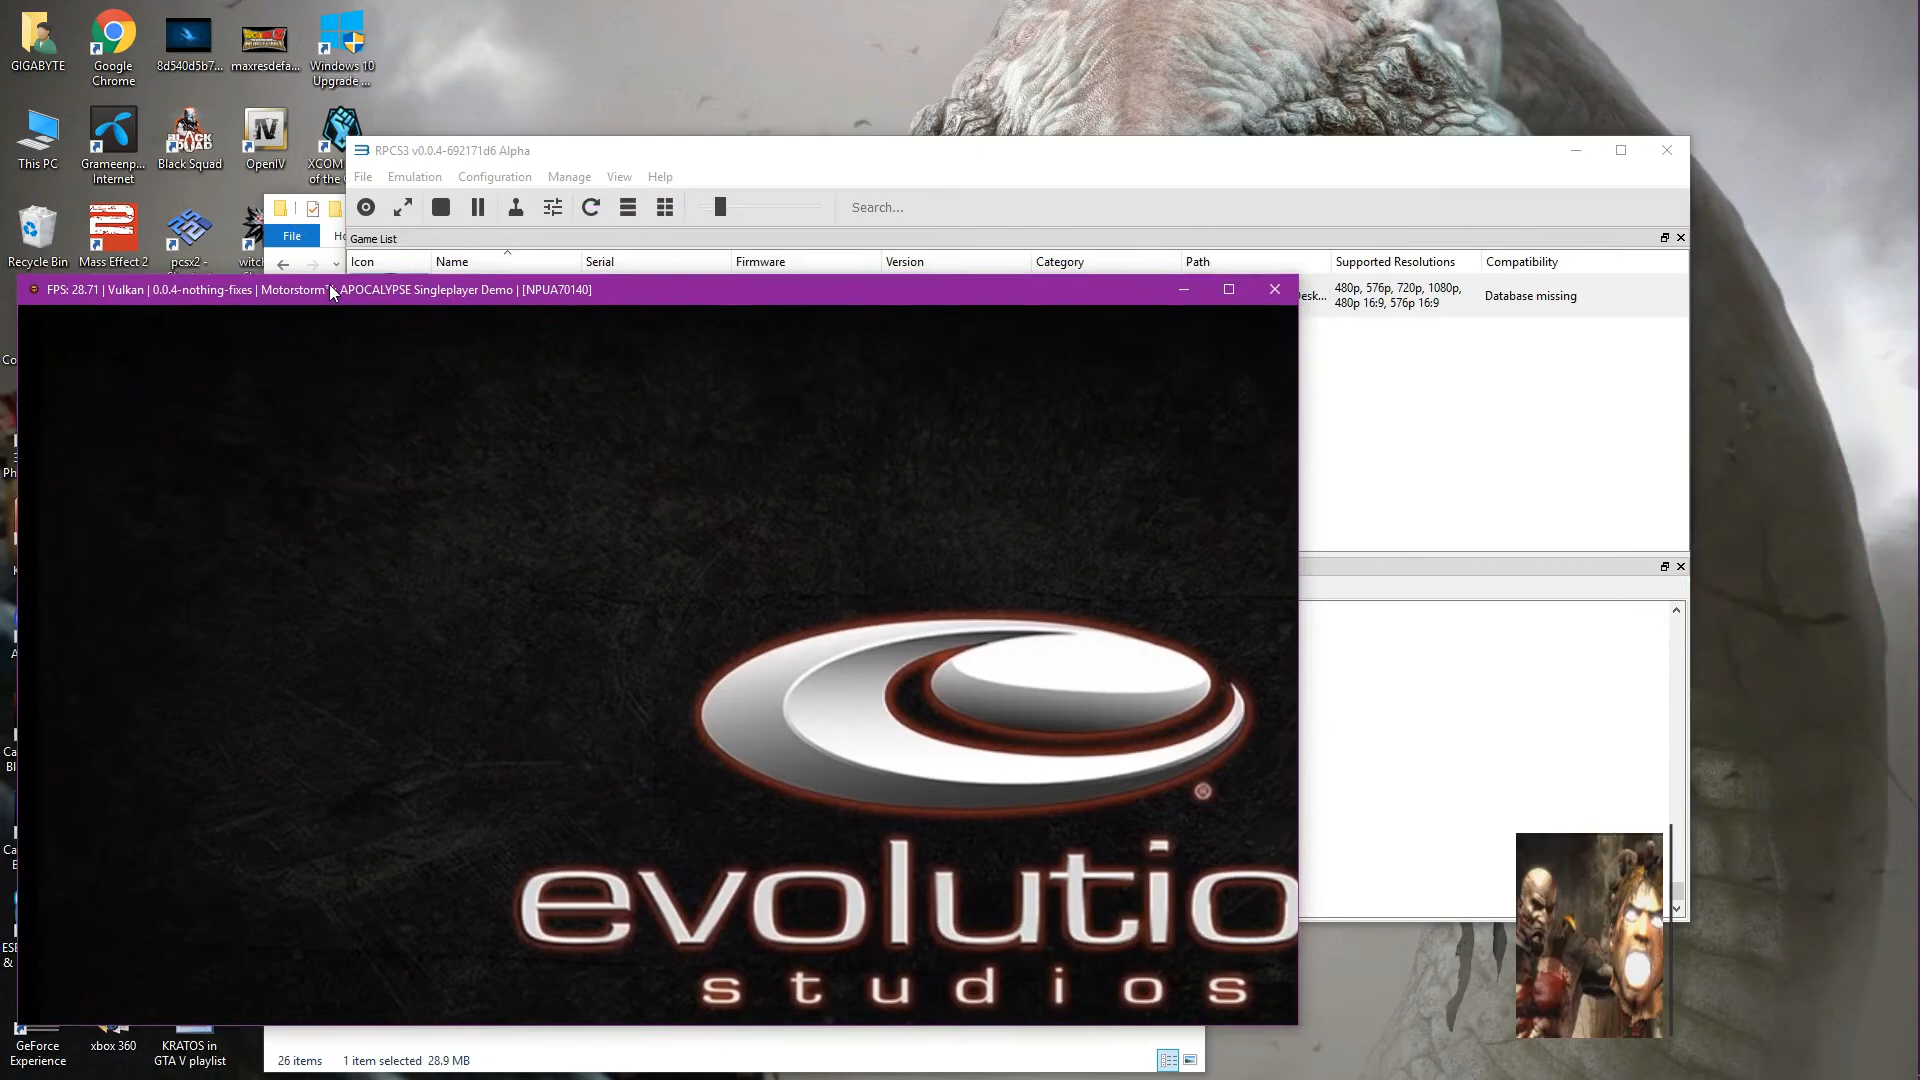 GIGABYTE
Google Chrome
8d540d5b7...
maxresdefa...
Windows 10 Upgrade ...
This PC
Grameenp... Internet
Black Squad
OpenIV
XCOM
of the
Recycle Bin
Mass Effect 2
pcsx2 -
witch
File
RPCS3 v0.0.4-692171d6 Alpha
File Emulation Configuration Manage View Help
Search...
Game List
Icon Name Serial Firmware Version Category Path Supported Resolutions Compatibility
esk...
480p, 576p, 720p, 1080p,
480p 16:9, 576p 16:9
Database missing
FPS: 28.71 | Vulkan | 0.0.4-nothing-fixes | Motorstorm™ APOCALYPSE Singleplayer Demo | [NPUA70140]
®
evolutio
studios
GeForce Experience
xbox 360
KRATOS in GTA V playlist
26 items 1 item selected 28.9 MB